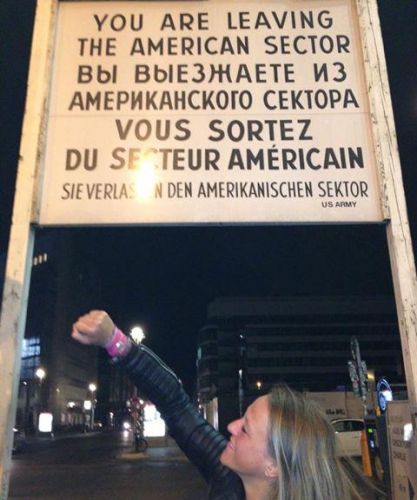 YOU ARE LEAVING
THE AMERICAN SECTOR
ВЫ ВЫЕЗЖАЕТЕ ИЗ
АМЕРИКАНСКОГО СЕКТОРА
VOUS SORTEZ
DU SECTEUR AMÉRICAIN
SIE VERLASSEN DEN AMERIKANISCHEN SEKTOR
US ARMY